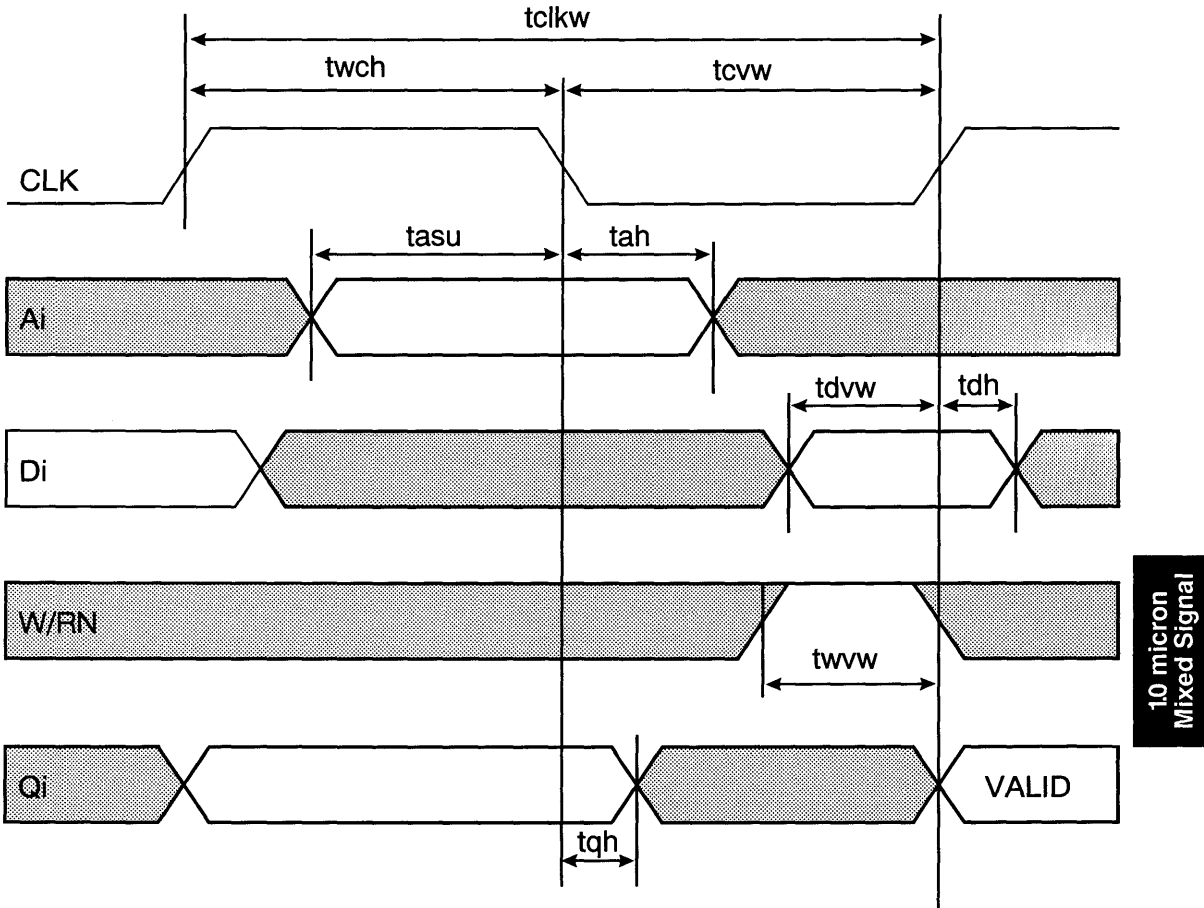 tclkw
twch
tcvw
CLK
tasu
tah
Ai
tdvw
tdh
Di
W/RN
twvw
1.0 micron
Mixed Signal
Qi
VALID
tqh